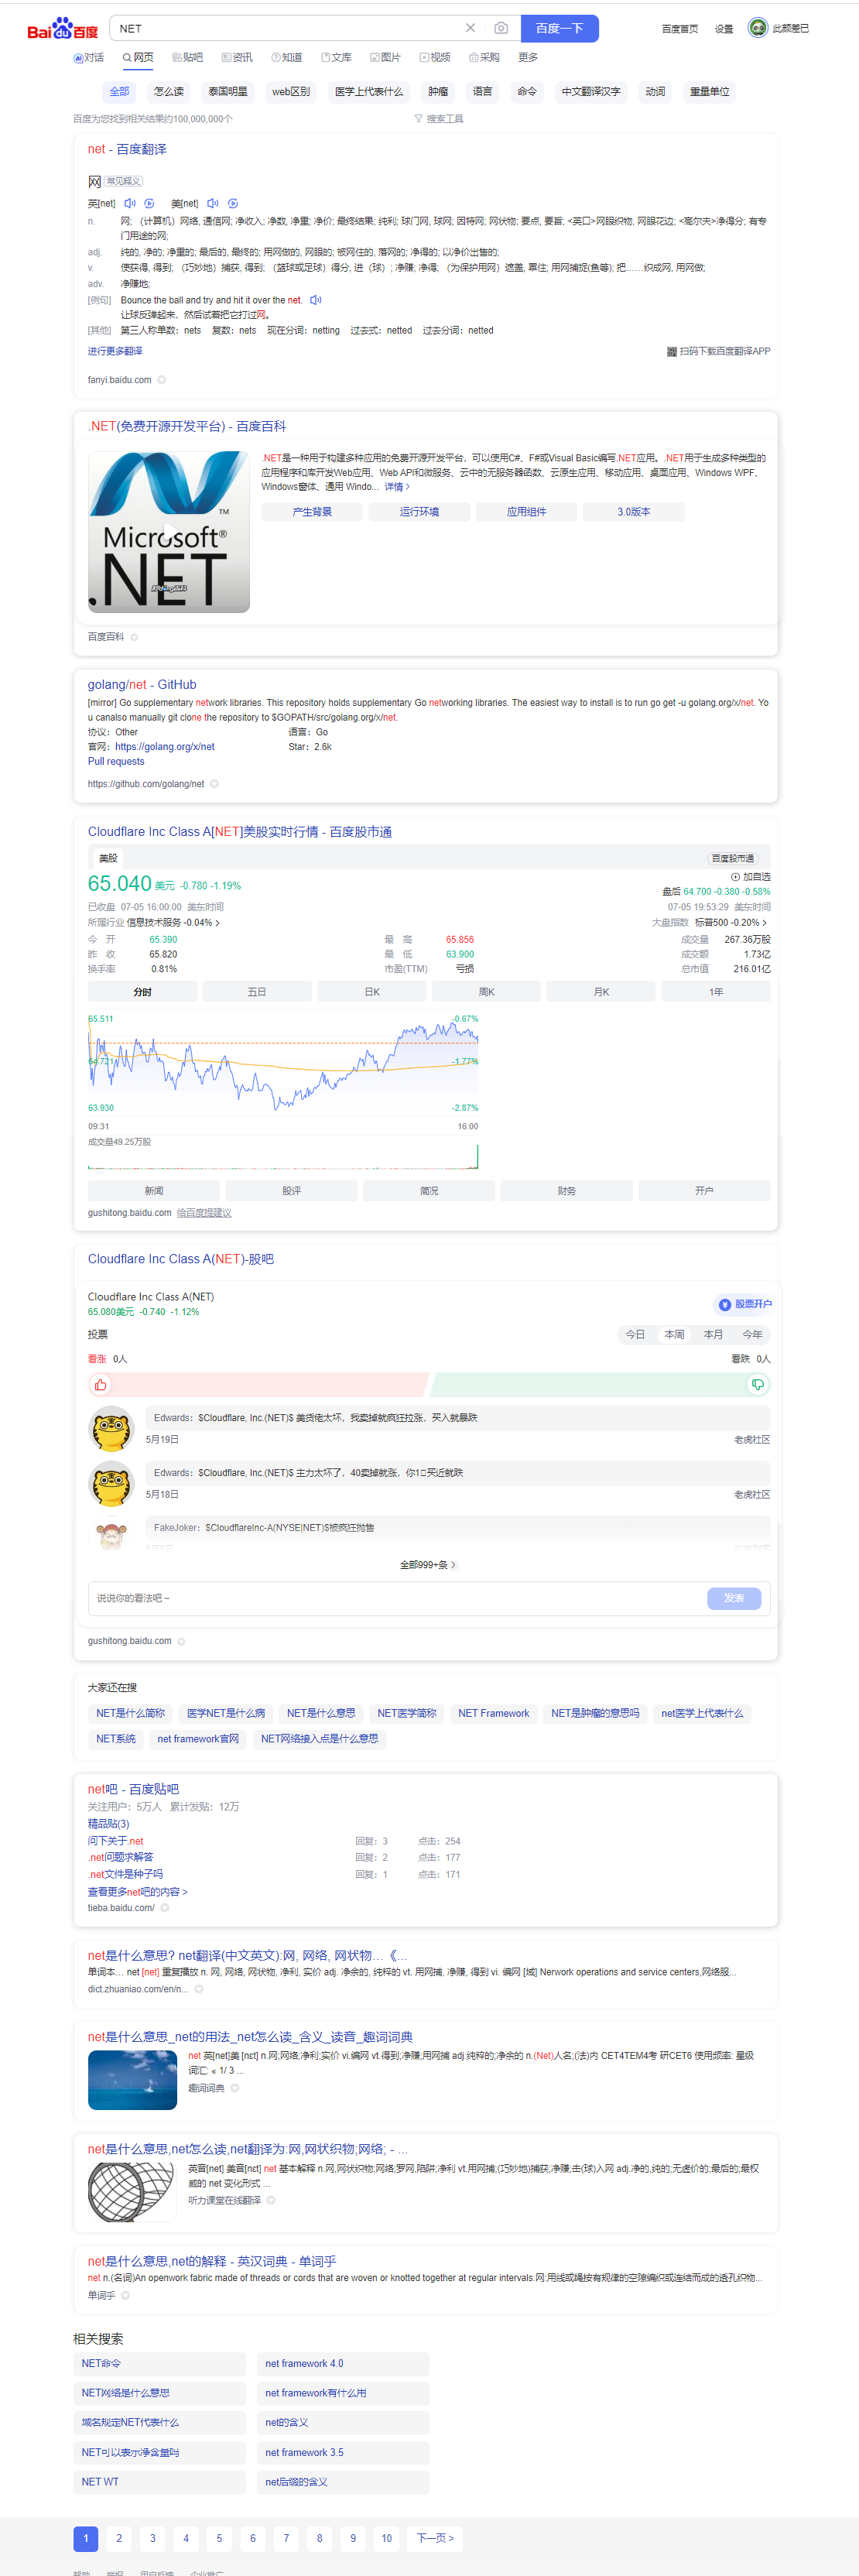 Bai du 百度
NET
百度一下
百度首页 设置 此颜差已
对话 网页 贴吧 资讯 知道 文库 图片 视频 采购 更多
全部 怎么读 泰国明星 web区别 医学上代表什么 肿瘤 语言 命令 中文翻译汉字 动词 重量单位
百度为您找到相关结果约100,000,000个 搜索工具
net - 百度翻译
网 常见释义
英[net] 美[net]
n. 网; （计算机）网络, 通信网; 净收入; 净数, 净重; 净价; 最终结果; 纯利; 球门网, 球网; 因特网; 网状物; 要点, 要旨; <英口>网眼织物, 网眼花边; <高尔夫>净得分; 有专
门用途的网;
adj. 纯的, 净的; 净重的; 最后的, 最终的; 用网做的, 网眼的; 被网住的, 落网的; 净得的; 以净价出售的;
v. 使获得, 得到; （巧妙地）捕获, 得到; （篮球或足球）得分, 进（球）; 净赚, 净得; （为保护用网）遮盖, 罩住; 用网捕捉(鱼等); 把……织成网, 用网做;
adv. 净赚地;
[例句] Bounce the ball and try and hit it over the net.
让球反弹起来，然后试着把它打过网。
[其他] 第三人称单数：nets 复数：nets 现在分词：netting 过去式：netted 过去分词：netted
进行更多翻译 扫码下载百度翻译APP
fanyi.baidu.com
.NET(免费开源开发平台) - 百度百科
.NET是一种用于构建多种应用的免费开源开发平台，可以使用C#、F#或Visual Basic编写.NET应用。.NET用于生成多种类型的
应用程序和库开发Web应用、Web API和微服务、云中的无服务器函数、云原生应用、移动应用、桌面应用、Windows WPF、
Windows窗体、通用 Windo... 详情>
产生背景 运行环境 应用组件 3.0版本
TM
Microsoft®
.NET
百度百科
golang/net - GitHub
[mirror] Go supplementary network libraries. This repository holds supplementary Go networking libraries. The easiest way to install is to run go get -u golang.org/x/net. Yo
u canalso manually git clone the repository to $GOPATH/src/golang.org/x/net.
协议：Other 语言：Go
官网：https://golang.org/x/net Star：2.6k
Pull requests
https://github.com/golang/net
Cloudflare Inc Class A[NET]美股实时行情 - 百度股市通
美股 百度股市通
65.040 美元 -0.780 -1.19% 加自选
盘后 64.700 -0.380 -0.58%
已收盘 07-05 16:00:00 美东时间 07-05 19:53:29 美东时间
所属行业 信息技术服务 -0.04% > 大盘指数 标普500 -0.20% >
今 开 65.390 最 高 65.856 成交量 267.36万股
昨 收 65.820 最 低 63.900 成交额 1.73亿
换手率 0.81% 市盈(TTM) 亏损 总市值 216.01亿
分时 五日 日K 周K 月K 1年
65.511 -0.67%
64.721 -1.77%
63.930 -2.87%
09:31 16:00
成交量49.25万股
新闻 股评 简况 财务 开户
gushitong.baidu.com 给百度提建议
Cloudflare Inc Class A(NET)-股吧
Cloudflare Inc Class A(NET)
65.080美元 -0.740 -1.12% 股票开户
投票 今日 本周 本月 今年
看涨 0人 看跌 0人
Edwards：$Cloudflare, Inc.(NET)$ 美货佬太坏，我卖掉就疯狂拉涨，买入就暴跌
5月19日 老虎社区
Edwards：$Cloudflare, Inc.(NET)$ 主力太坏了，40卖掉就涨，你1买近就跌
5月18日 老虎社区
FakeJoker：$CloudflareInc-A(NYSE|NET)$被疯狂抛售
全部999+条 >
说说你的看法吧~ 发表
gushitong.baidu.com
大家还在搜
NET是什么简称 医学NET是什么病 NET是什么意思 NET医学简称 NET Framework NET是肿瘤的意思吗 net医学上代表什么
NET系统 net framework官网 NET网络接入点是什么意思
net吧 - 百度贴吧
关注用户：5万人 累计发贴：12万
精品贴(3)
问下关于.net 回复：3 点击：254
.net问题求解答 回复：2 点击：177
.net文件是种子吗 回复：1 点击：171
查看更多net吧的内容 >
tieba.baidu.com/
net是什么意思? net翻译(中文英文):网, 网络, 网状物...《...
单词本... net [net] 重复播放 n. 网, 网络, 网状物, 净利, 实价 adj. 净余的, 纯粹的 vt. 用网捕, 净赚, 得到 vi. 编网 [域] Nerwork operations and service centers,网络服...
dict.zhuaniao.com/en/n...
net是什么意思_net的用法_net怎么读_含义_读音_趣词词典
net 英[net]美 [nɛt] n.网;网络;净利;实价 vi.编网 vt.得到;净赚;用网捕 adj.纯粹的;净余的 n.(Net)人名;(法)内 CET4TEM4考 研CET6 使用频率: 星级
词汇: « 1/ 3 ...
趣词词典
net是什么意思,net怎么读,net翻译为:网,网状织物;网络; - ...
英音[net] 美音[nɛt] net 基本解释 n.网,网状织物;网络;罗网,陷阱;净利 vt.用网捕;(巧妙地)捕获;净赚;击(球)入网 adj.净的,纯的;无虚价的;最后的;最权
威的 net 变化形式 ...
听力课堂在线翻译
net是什么意思,net的解释 - 英汉词典 - 单词乎
net n.(名词)An openwork fabric made of threads or cords that are woven or knotted together at regular intervals.网:用线或绳按有规律的空隙编织或连结而成的透孔织物...
单词乎
相关搜索
NET命令 net framework 4.0
NET网络是什么意思 net framework有什么用
域名规定NET代表什么 net的含义
NET可以表示净含量吗 net framework 3.5
NET WT net后缀的含义
1 2 3 4 5 6 7 8 9 10 下一页 >